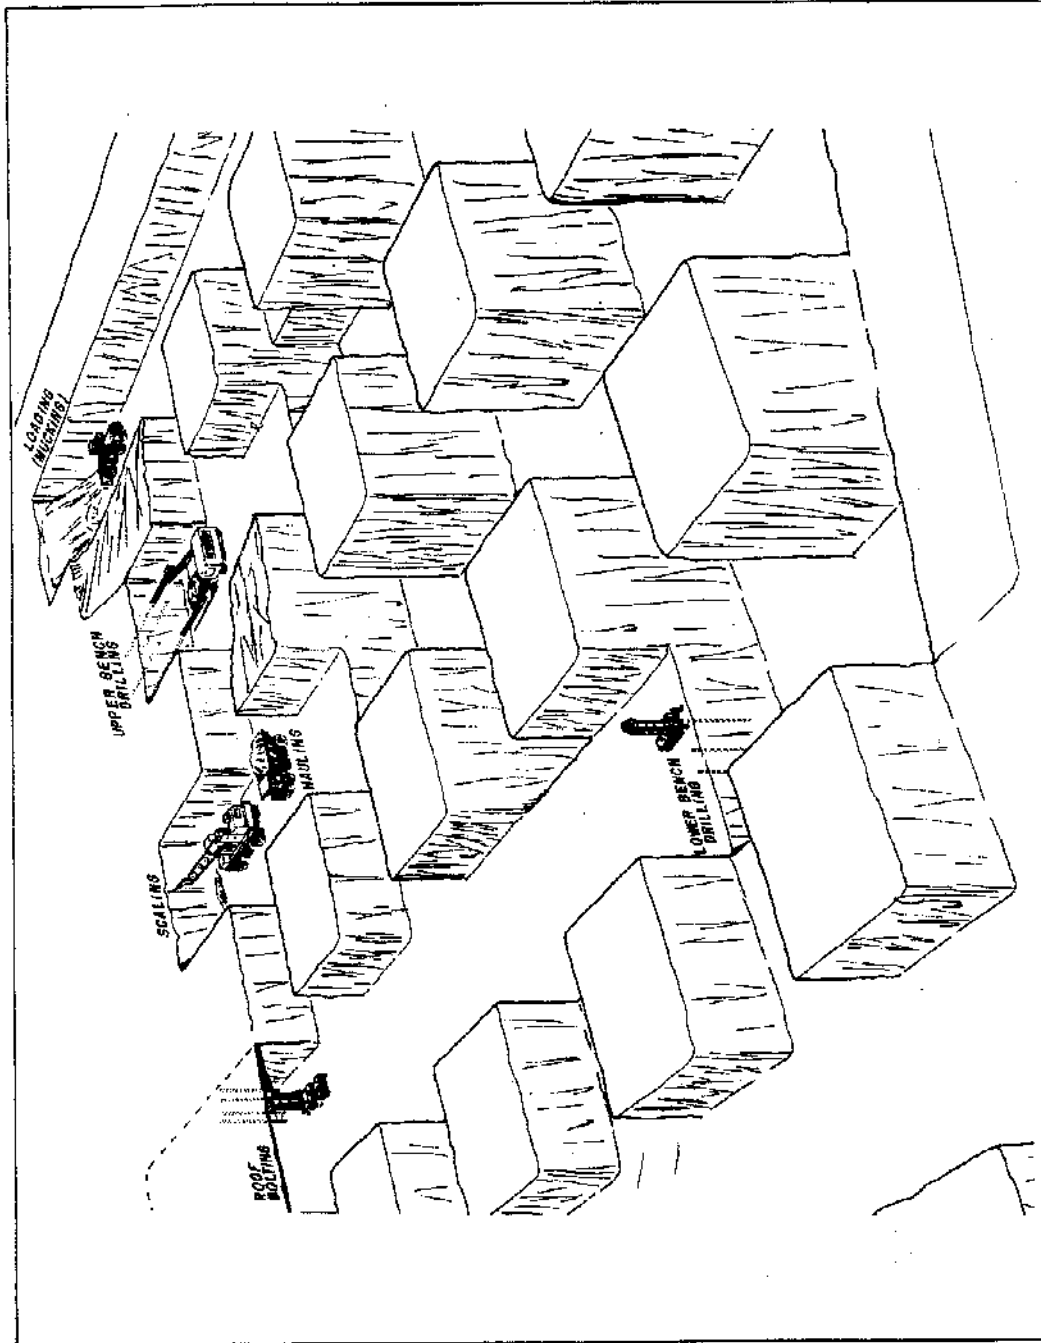 LOADING
(MUCKING)
UPPER BENCH
DRILLING
HAULING
SCALING
LOWER BENCH
DRILLING
ROOF
BOLTING